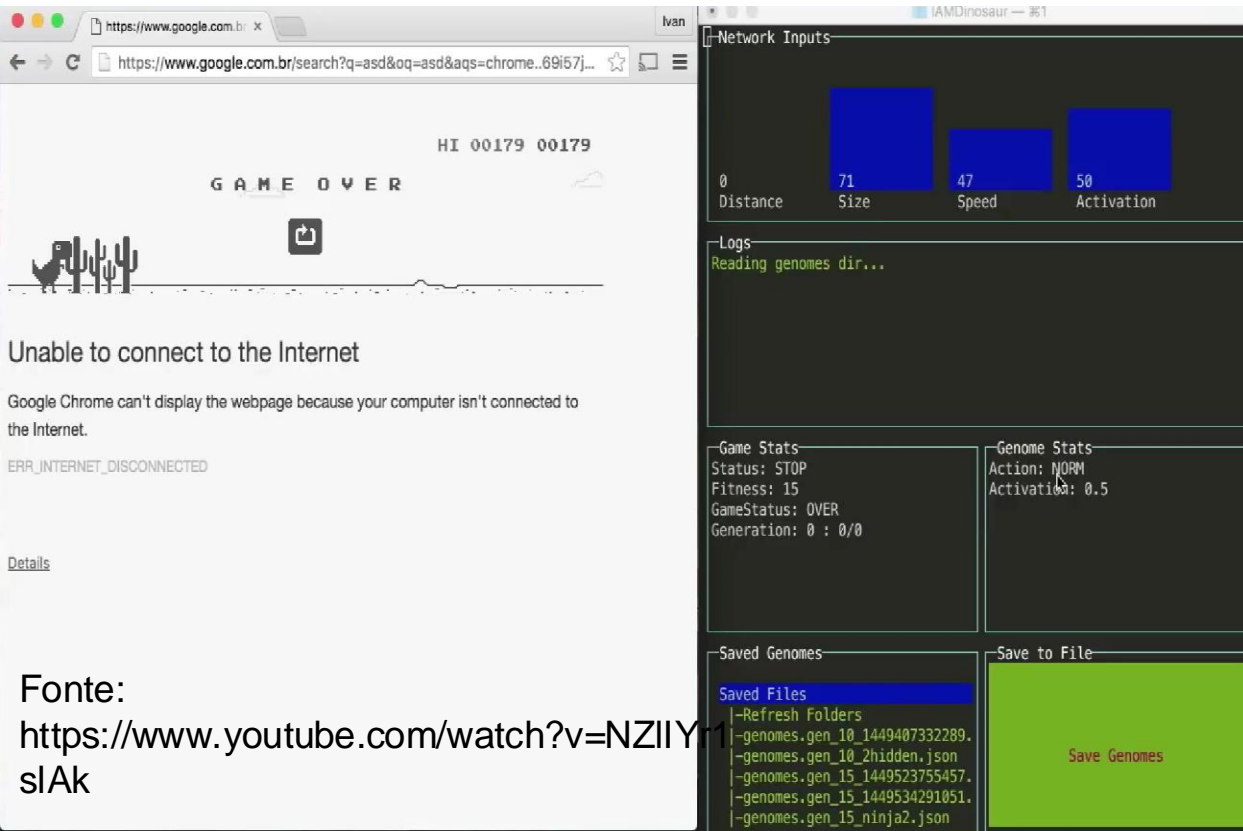 https://www.google.com.br
Ivan
https://www.google.com.br/search?q=asd&oq=asd&aqs=chrome..69i57j...
HI 00179 00179
GAME OVER
Unable to connect to the Internet
Google Chrome can't display the webpage because your computer isn't connected to
the Internet.
ERR_INTERNET_DISCONNECTED
Details
Fonte:
https://www.youtube.com/watch?v=NZlIYr1
slAk
IAMDinosaur — ⌘1
Network Inputs
0 71 47 50
Distance Size Speed Activation
Logs
Reading genomes dir...
Game Stats
Status: STOP
Fitness: 15
GameStatus: OVER
Generation: 0 : 0/0
Genome Stats
Action: NORM
Activation: 0.5
Saved Genomes
Saved Files
|-Refresh Folders
|-genomes.gen_10_1449407332289.
|-genomes.gen_10_2hidden.json
|-genomes.gen_15_1449523755457.
|-genomes.gen_15_1449534291051.
|-genomes.gen_15_ninja2.json
Save to File
Save Genomes